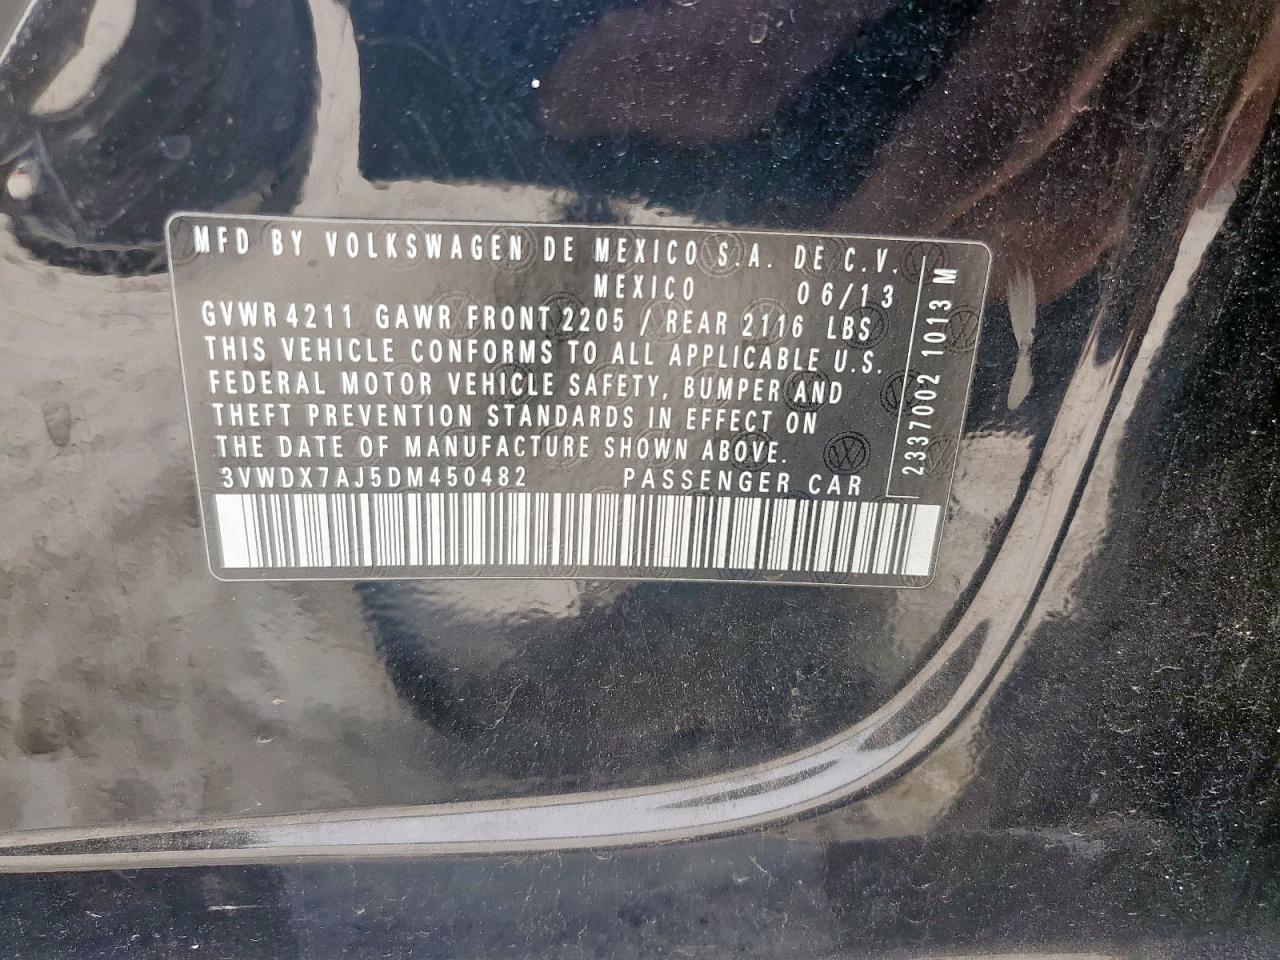 MFD BY VOLKSWAGEN DE MEXICO S.A. DE C.V.
MEXICO 06/13
GVWR 4211 GAWR FRONT 2205 / REAR 2116 LBS
THIS VEHICLE CONFORMS TO ALL APPLICABLE U.S.
FEDERAL MOTOR VEHICLE SAFETY, BUMPER AND
THEFT PREVENTION STANDARDS IN EFFECT ON
THE DATE OF MANUFACTURE SHOWN ABOVE.
3VWDX7AJ5DM450482 PASSENGER CAR
2337002 1013 M